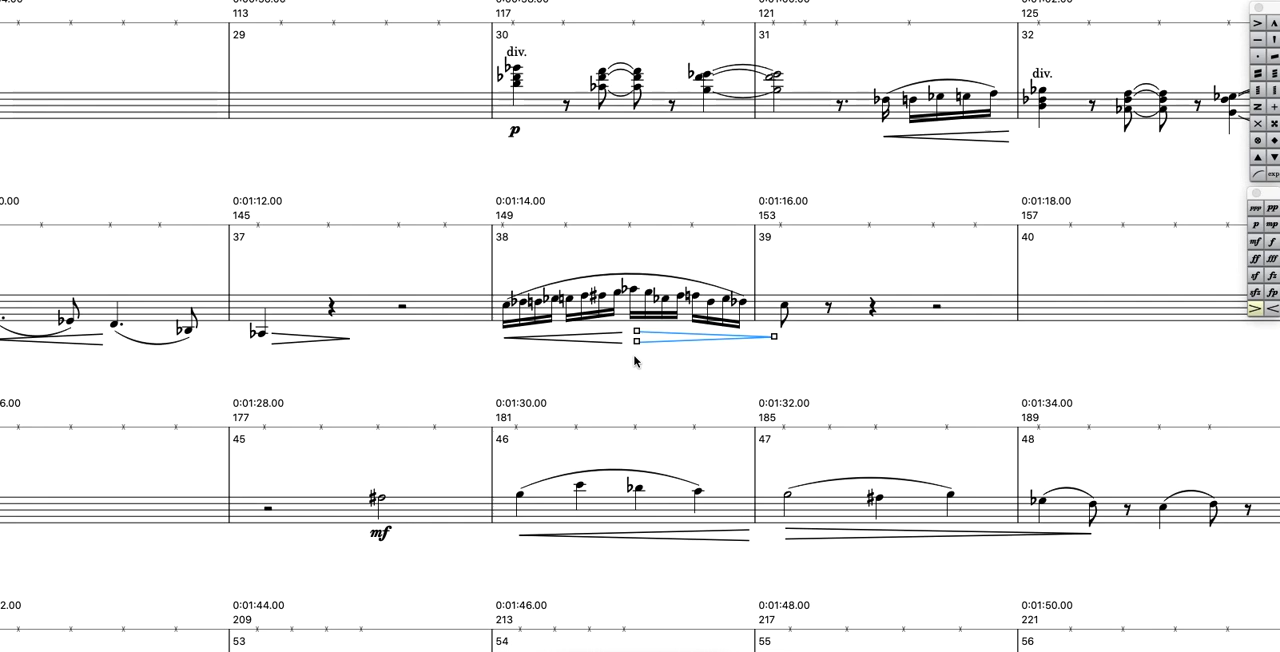 113 117 121 125
29 30 31 32
div. div.
p
0.00 0:01:12.00 0:01:14.00 0:01:16.00 0:01:18.00
145 149 153 157
37 38 39 40
6.00 0:01:28.00 0:01:30.00 0:01:32.00 0:01:34.00
177 181 185 189
45 46 47 48
mf
2.00 0:01:44.00 0:01:46.00 0:01:48.00 0:01:50.00
209 213 217 221
53 54 55 56
exp
ppp pp
p mp
mf f
ff fff
sf fz
sfz fp